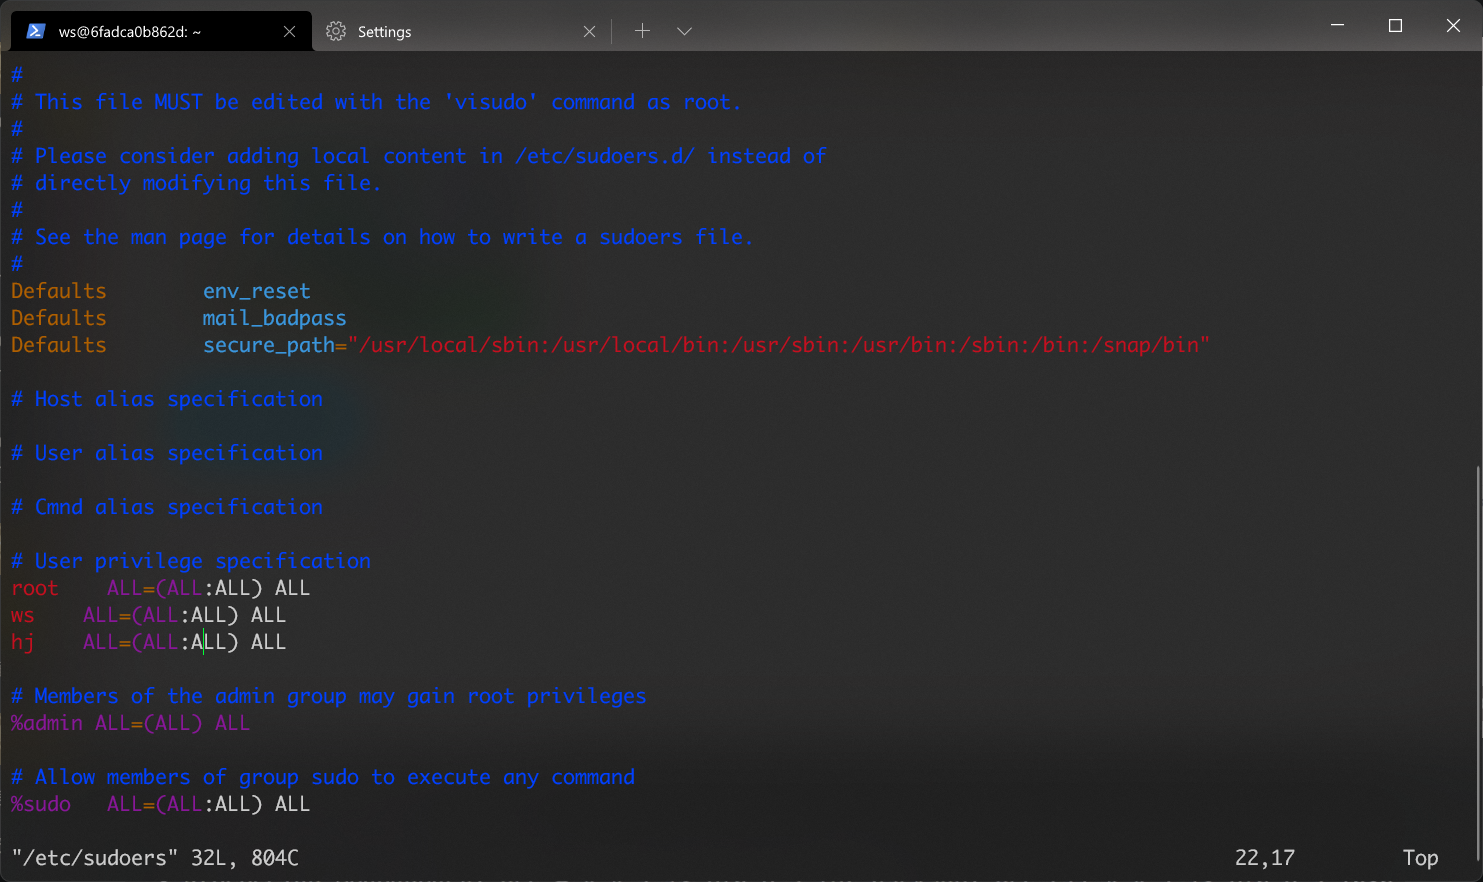 ws@6fadca0b862d: ~ Settings
#
# This file MUST be edited with the 'visudo' command as root.
#
# Please consider adding local content in /etc/sudoers.d/ instead of
# directly modifying this file.
#
# See the man page for details on how to write a sudoers file.
#
Defaults        env_reset
Defaults        mail_badpass
Defaults        secure_path="/usr/local/sbin:/usr/local/bin:/usr/sbin:/usr/bin:/sbin:/bin:/snap/bin"
# Host alias specification
# User alias specification
# Cmnd alias specification
# User privilege specification
root    ALL=(ALL:ALL) ALL
ws    ALL=(ALL:ALL) ALL
hj    ALL=(ALL:ALL) ALL
# Members of the admin group may gain root privileges
%admin ALL=(ALL) ALL
# Allow members of group sudo to execute any command
%sudo   ALL=(ALL:ALL) ALL
"/etc/sudoers" 32L, 804C 22,17 Top